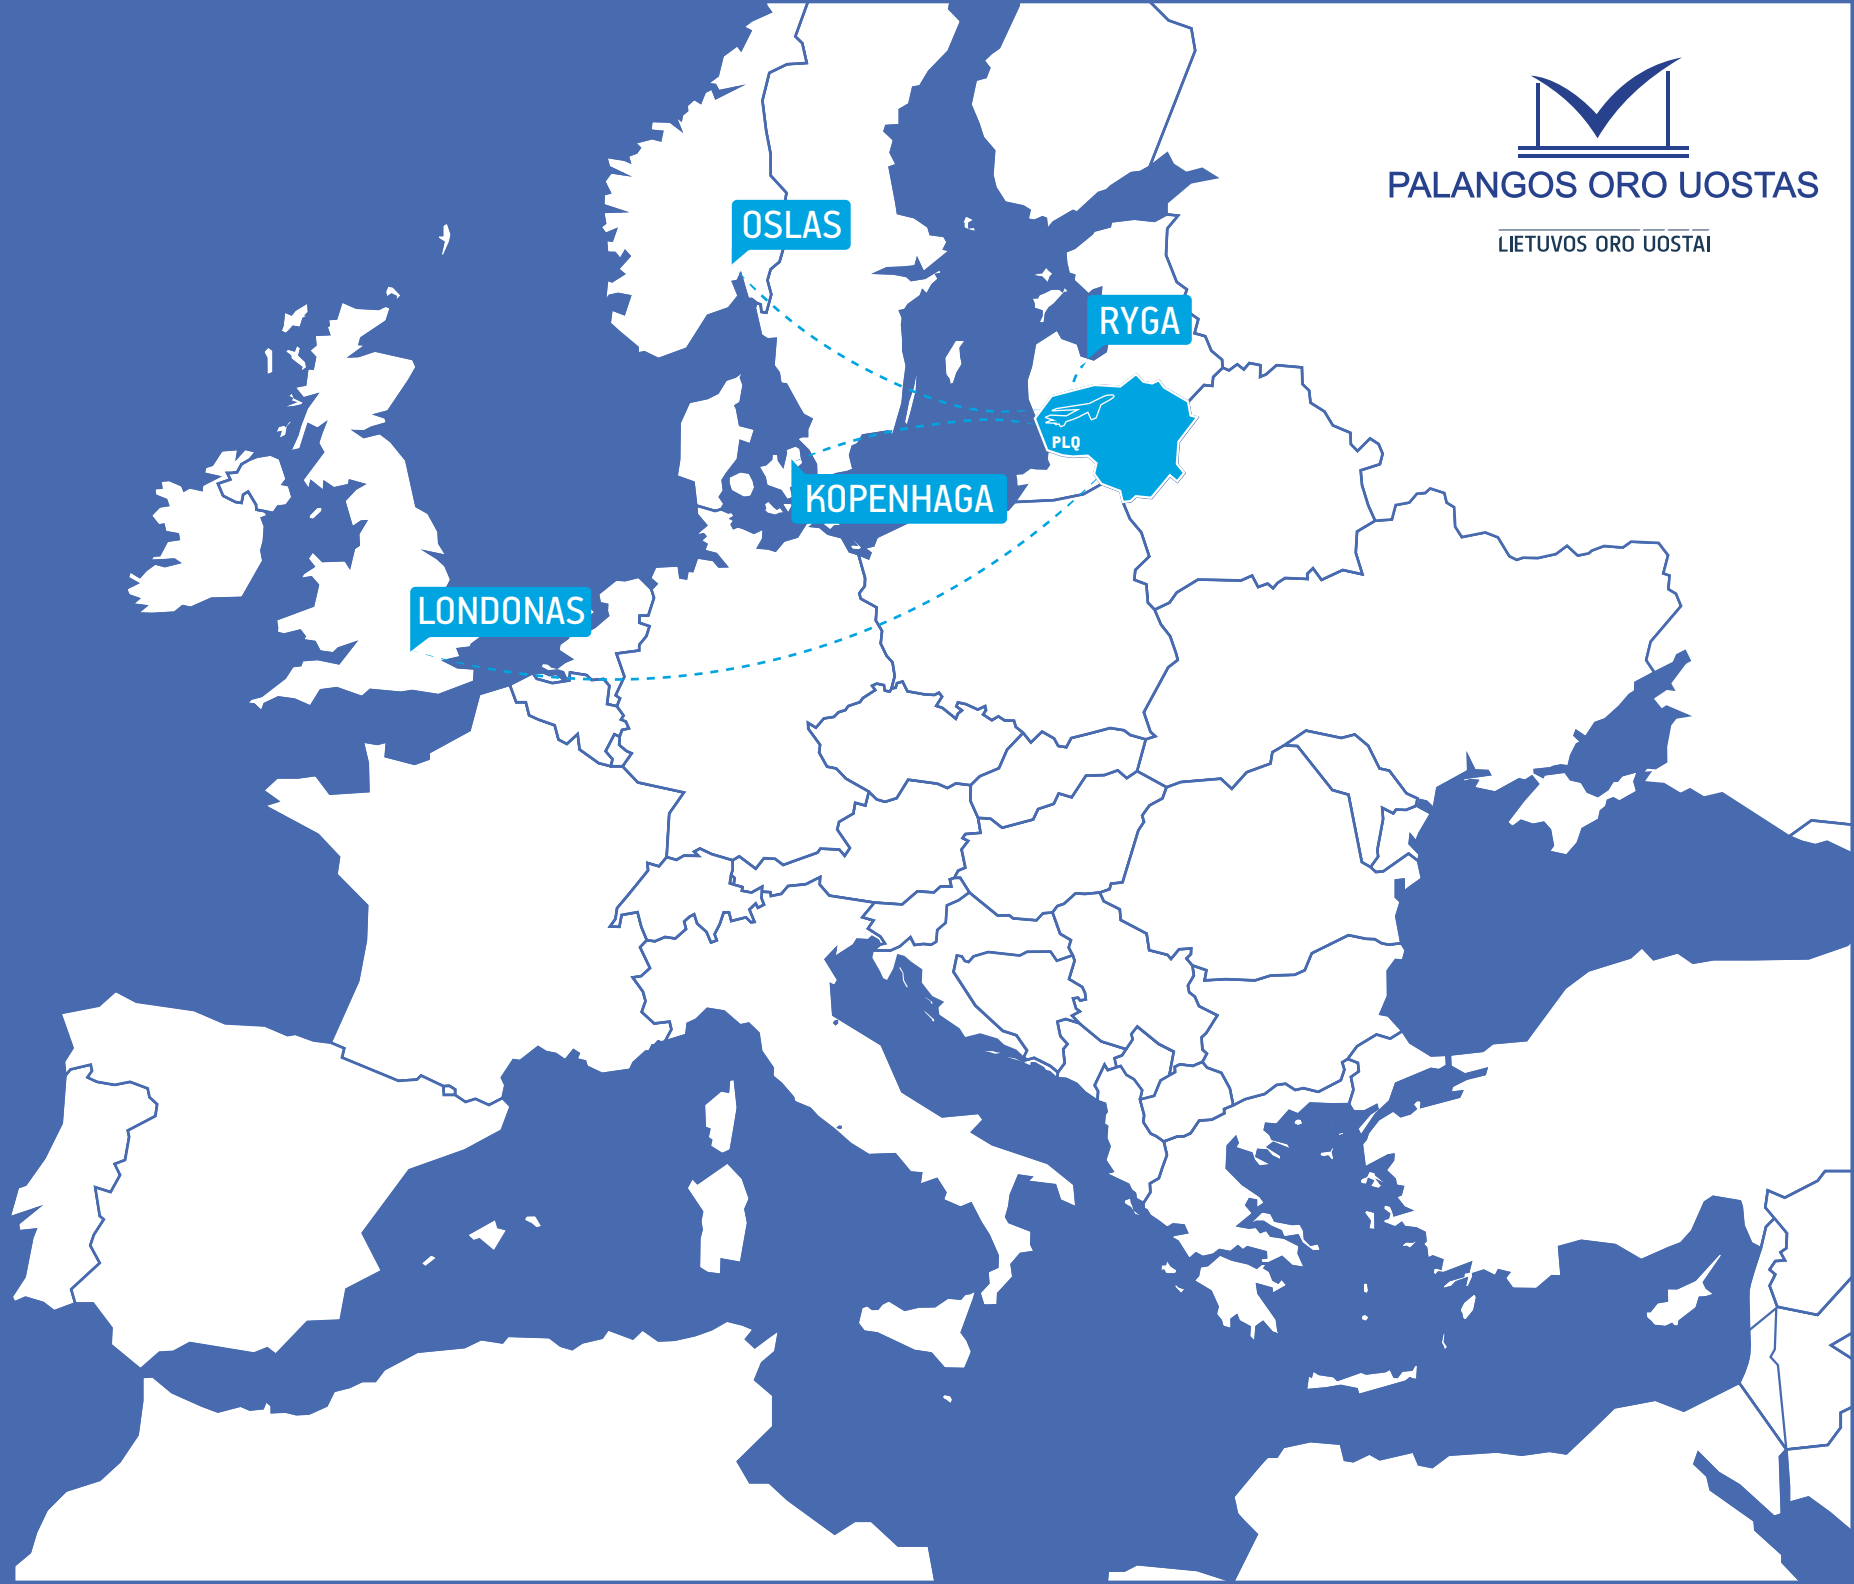 PALANGOS ORO UOSTAS
LIETUVOS ORO UOSTAI
OSLAS
RYGA
PLQ
KOPENHAGA
LONDONAS